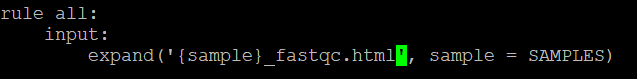 rule all:
    input:
        expand('{sample}_fastqc.html', sample = SAMPLES)